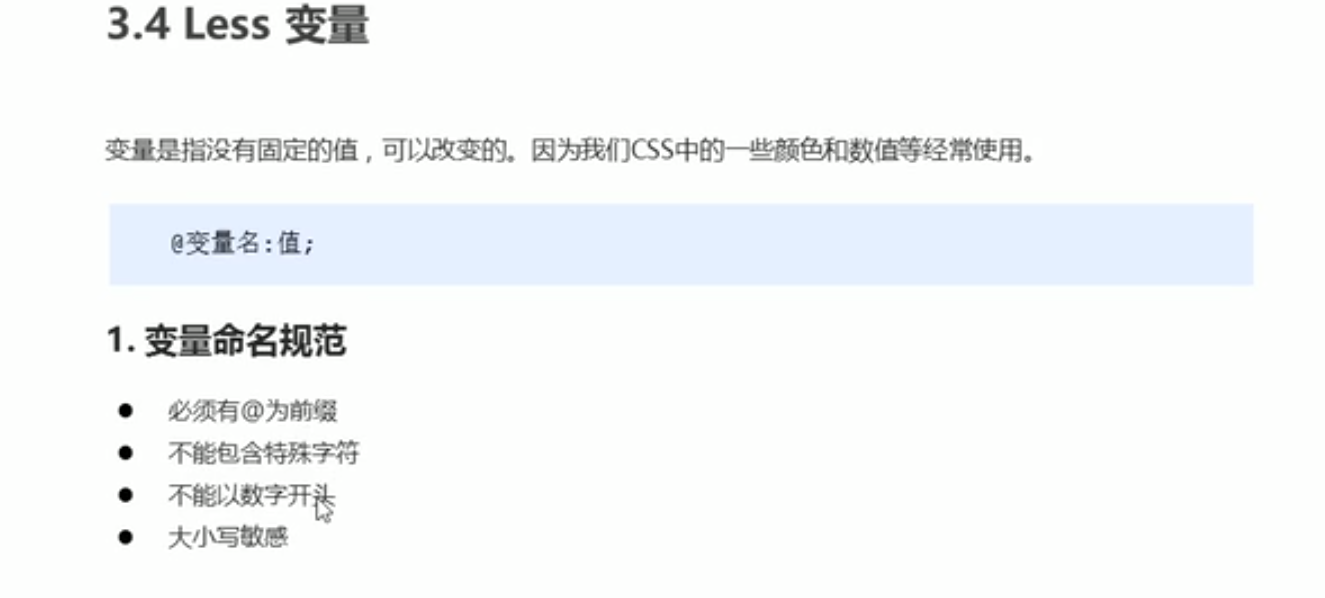 3.4 Less 变量
变量是指没有固定的值，可以改变的。因为我们CSS中的一些颜色和数值等经常使用。
@变量名:值;
1. 变量命名规范
● 必须有@为前缀
● 不能包含特殊字符
● 不能以数字开头
● 大小写敏感